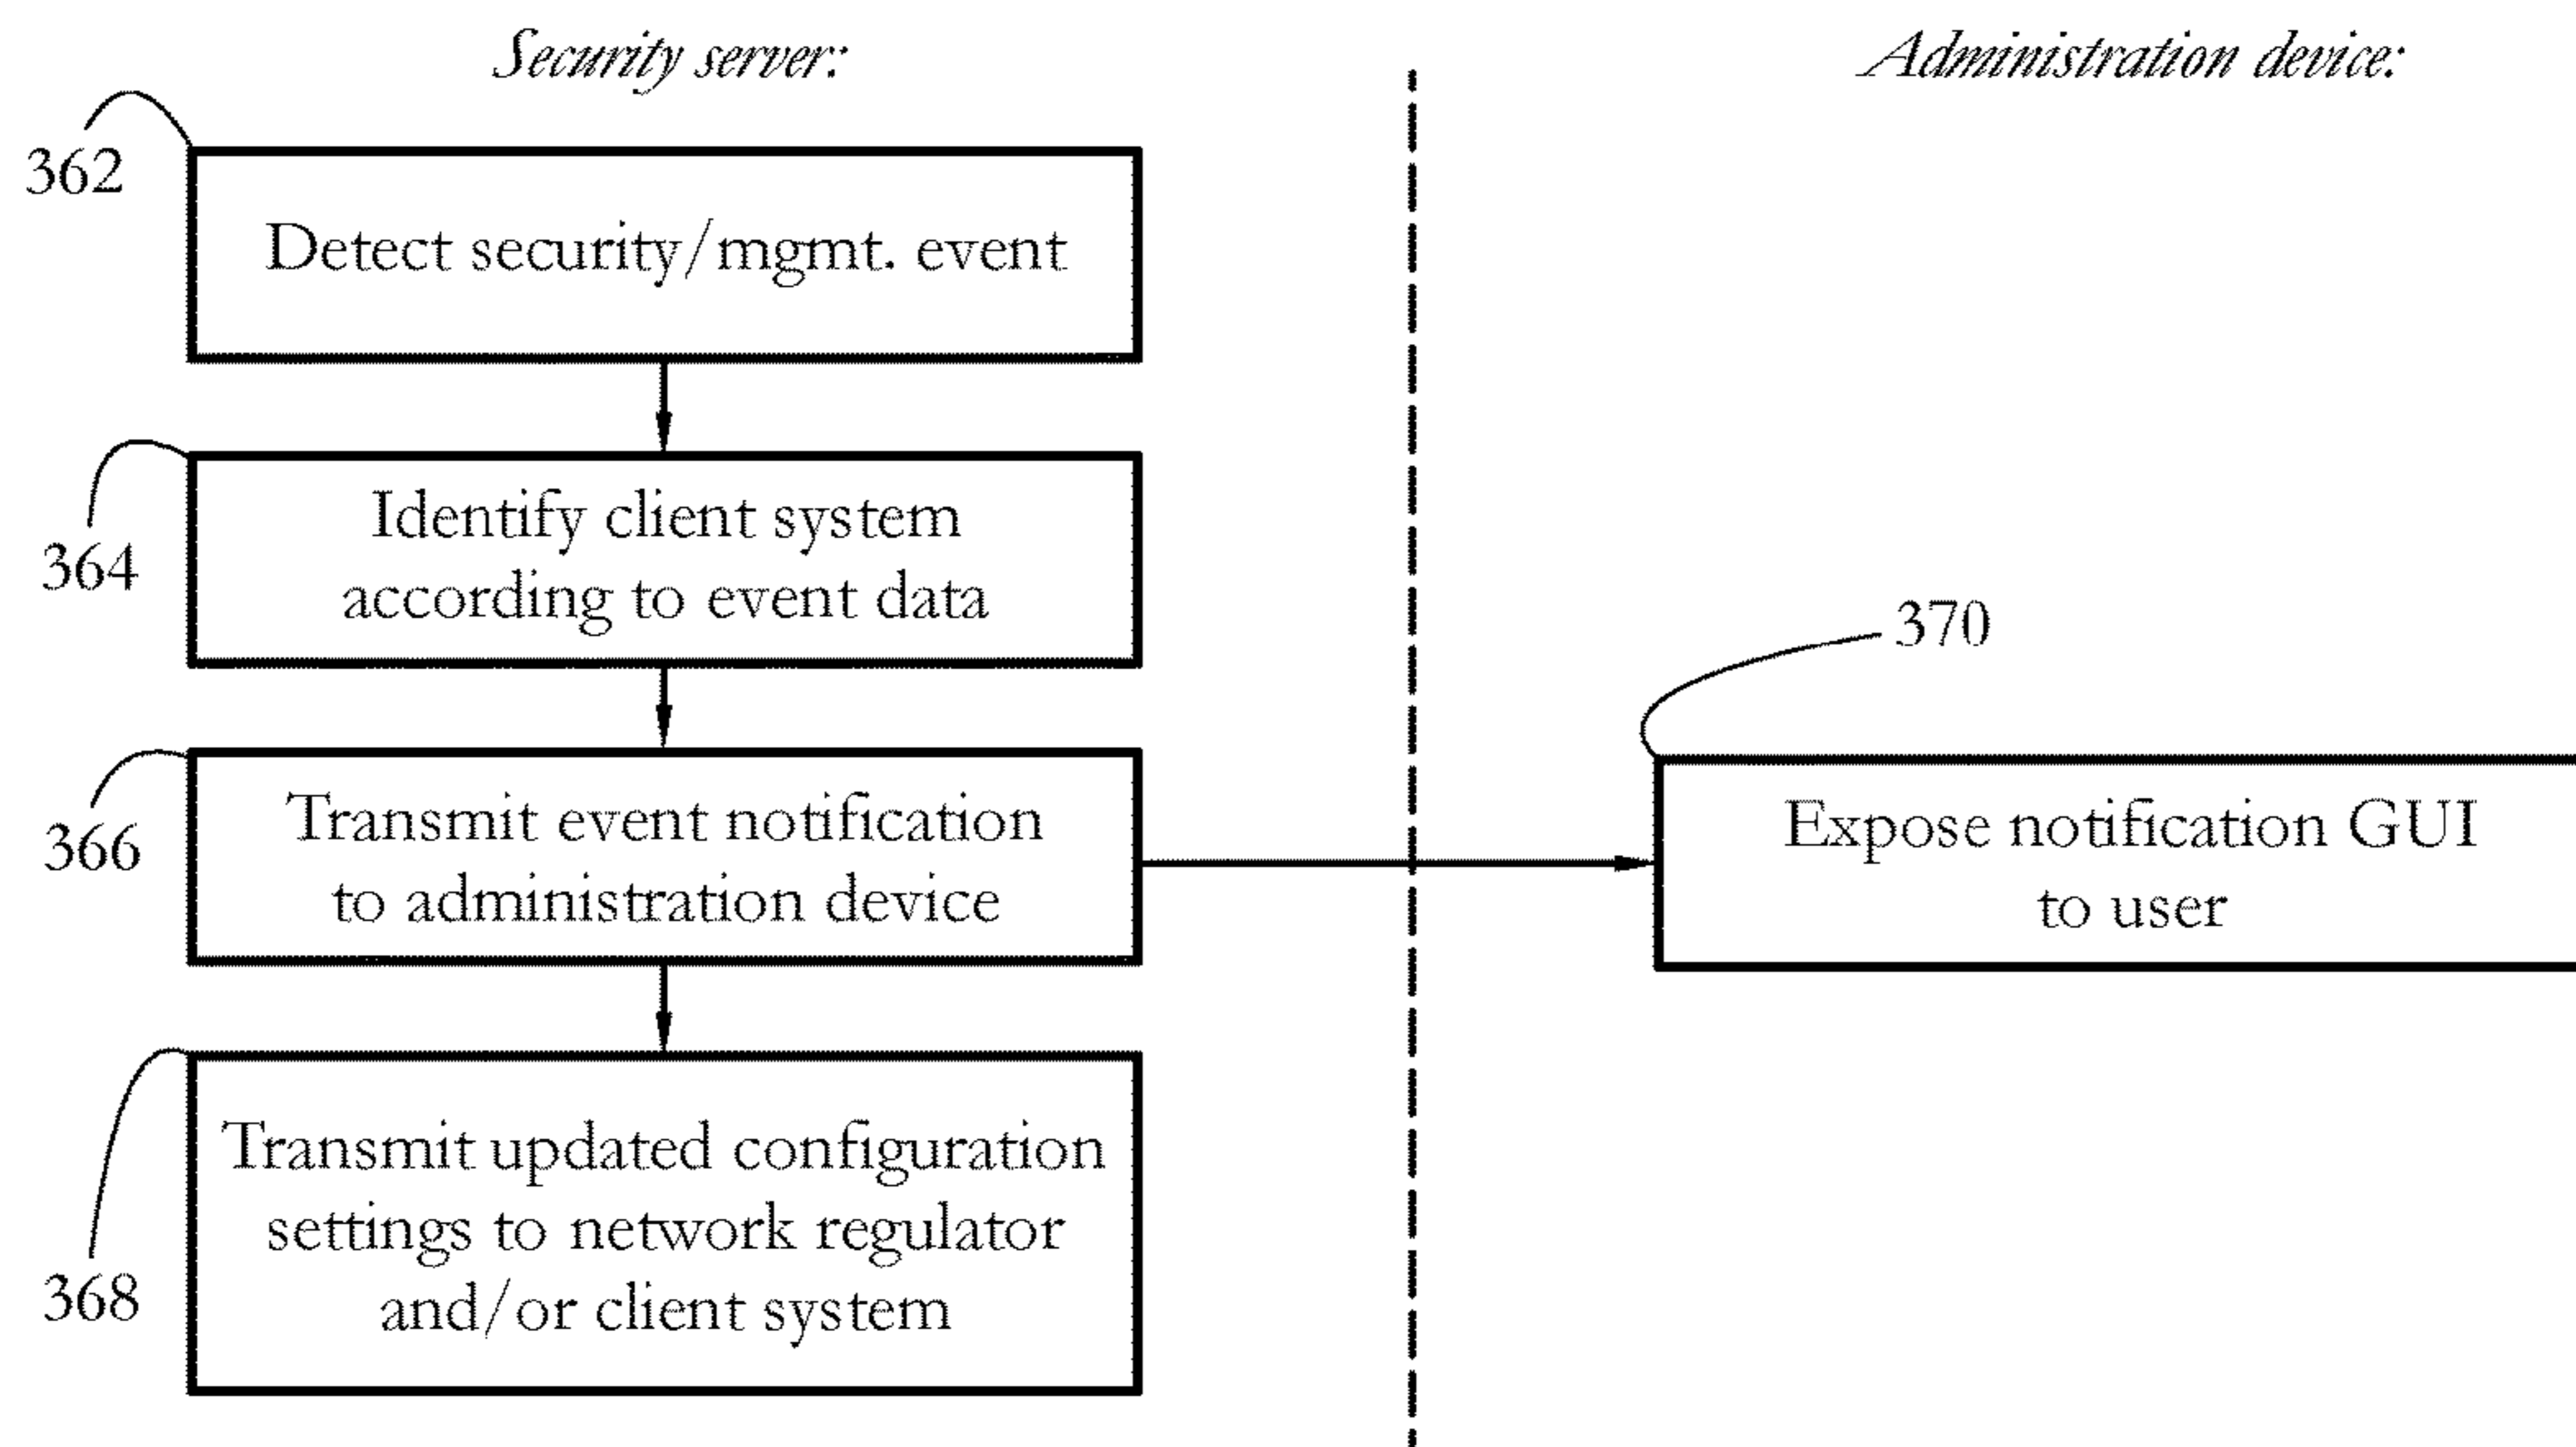 Security server:
362
Detect security/mgmt. event
364
Identify client system
according to event data
366
Transmit event notification
to administration device
368
Transmit updated configuration
settings to network regulator
and/or client system
Administration device:
370
Expose notification GUI
to user